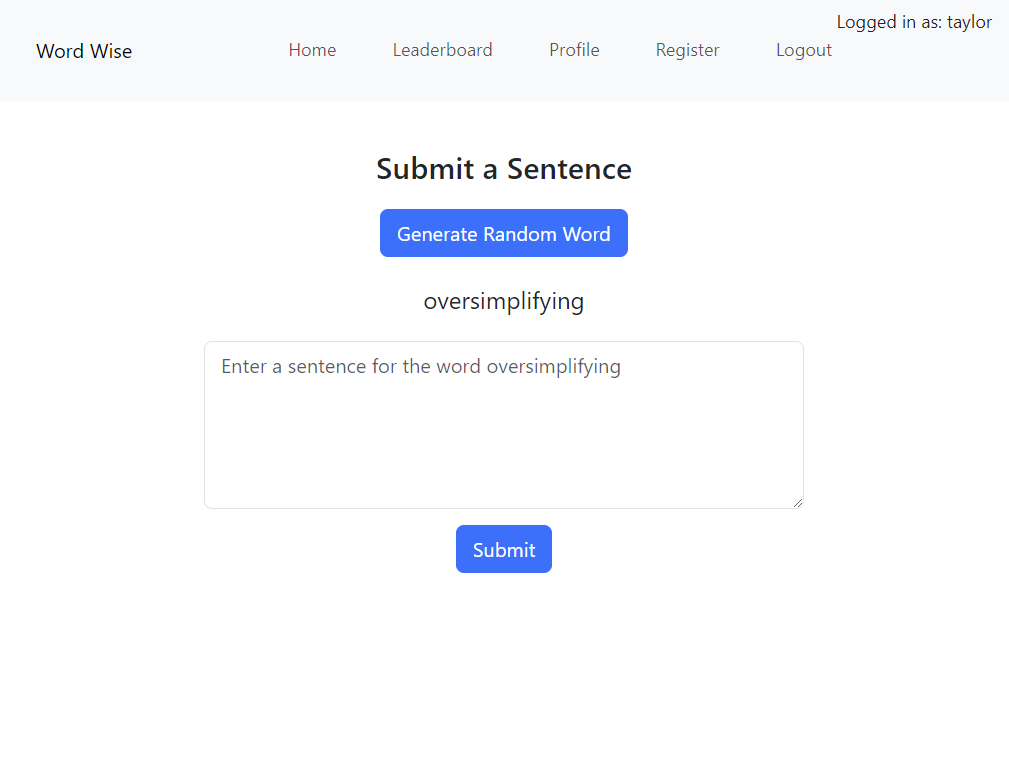 Logged in as: taylor
Word Wise Home Leaderboard Profile Register Logout
Submit a Sentence
Generate Random Word
oversimplifying
Enter a sentence for the word oversimplifying
Submit